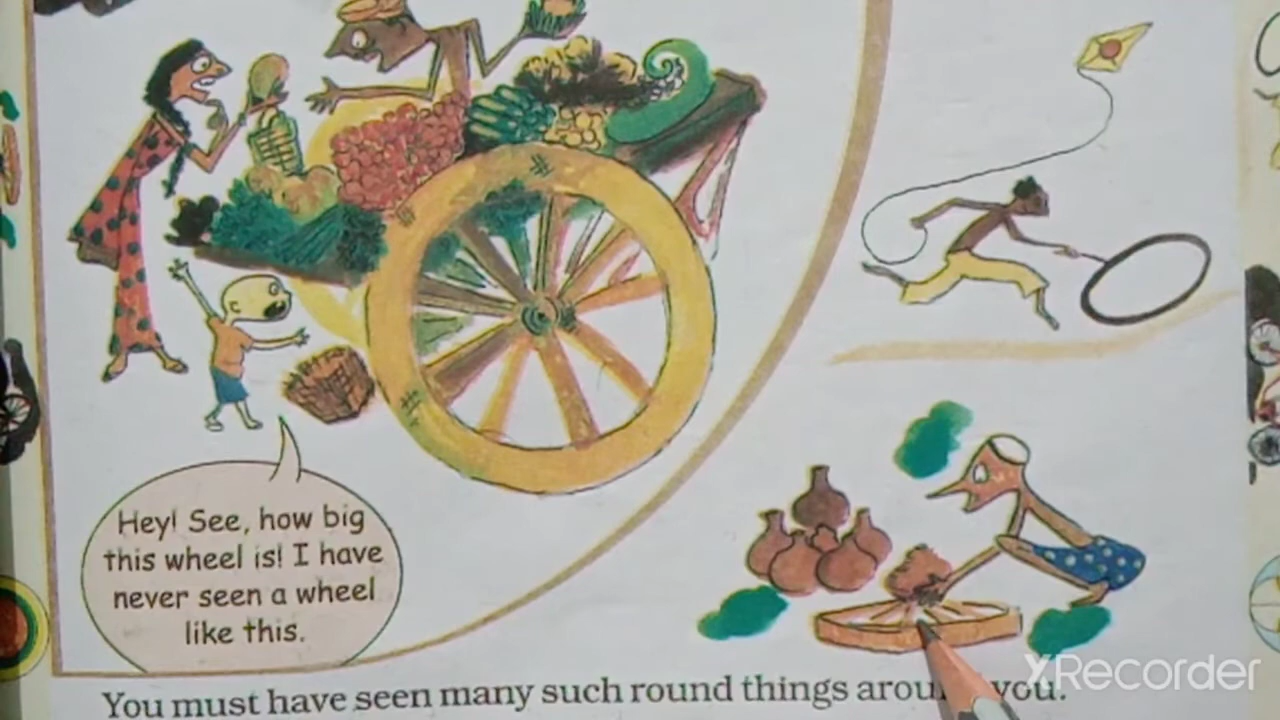 Hey! See, how big
this wheel is! I have
never seen a wheel
like this.
You must have seen many such round things you.
XRecorder